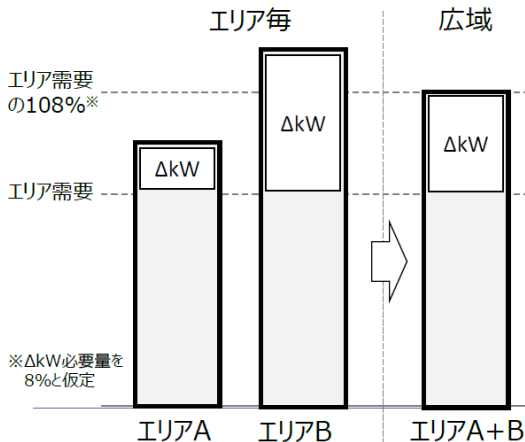 エリア毎
広域
エリア需要
の108%※
ΔkW
ΔkW
ΔkW
エリア需要
※ΔkW必要量を
8%と仮定
エリアA
エリアB
エリアA+B